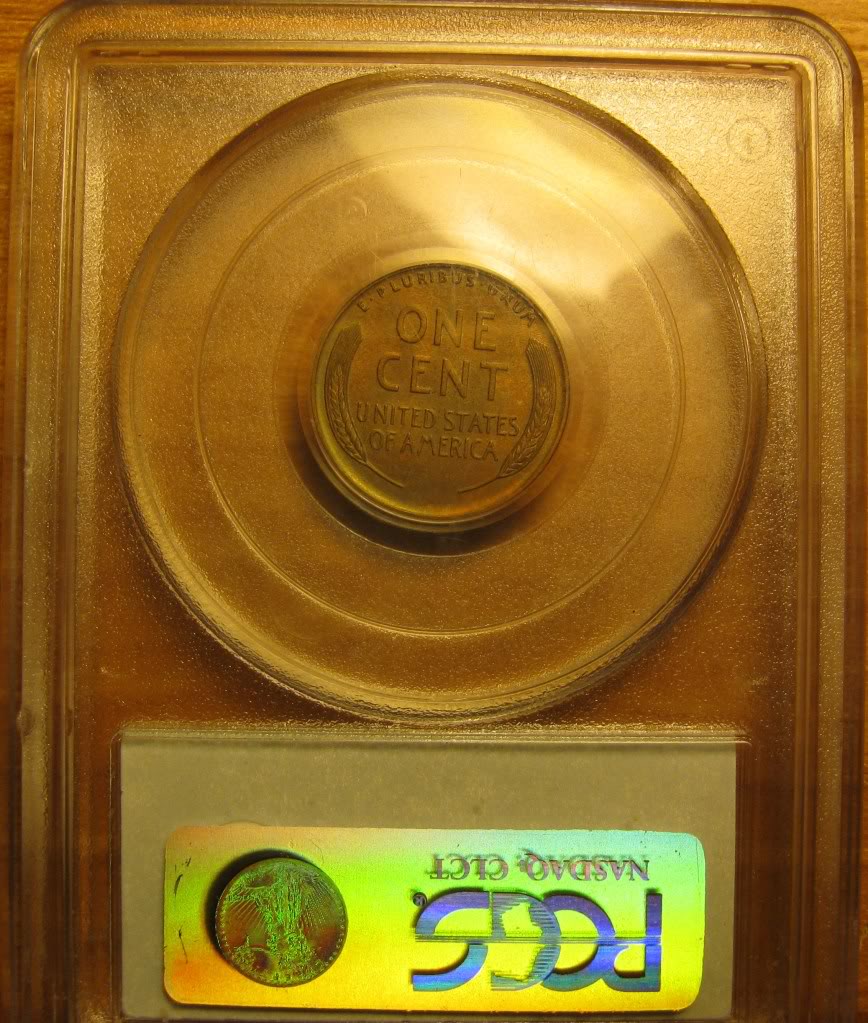 E·PLURIBUS·UNUM
ONE
CENT
UNITED STATES
OF AMERICA
PCGS®
NASDAQ: CLCT